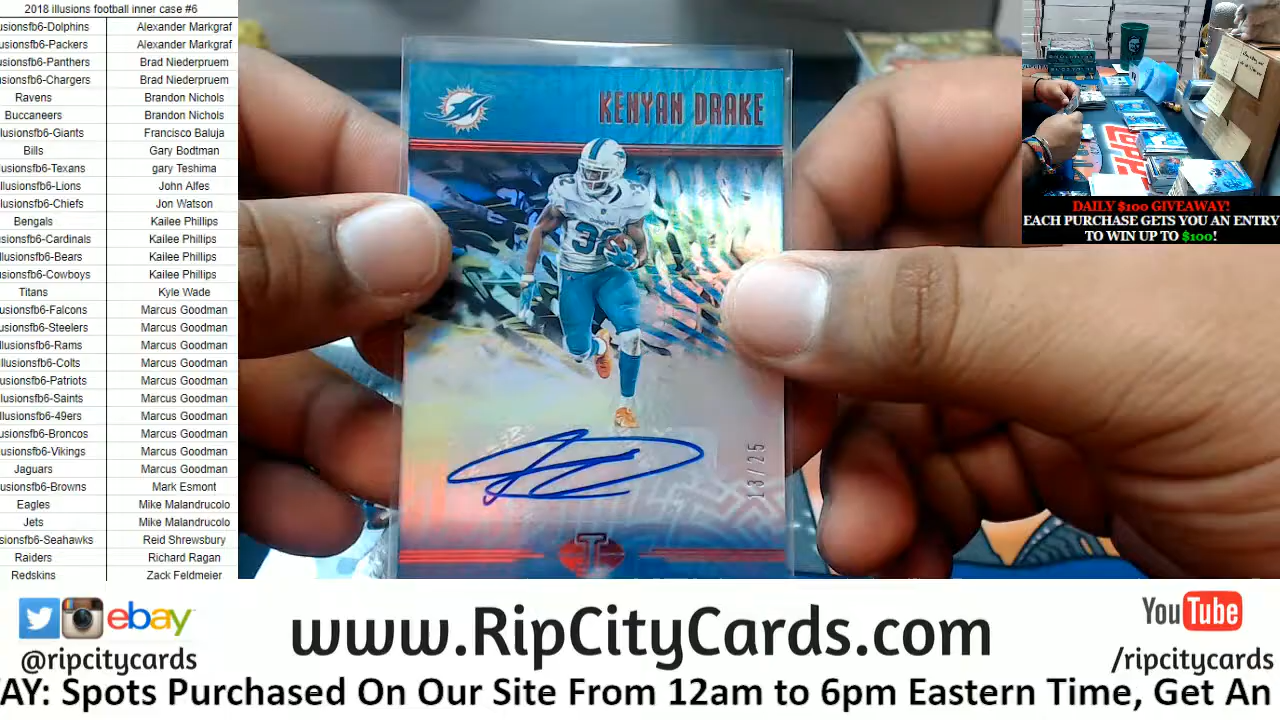 2018 illusions football inner case #6
usionsfb6-Dolphins Alexander Markgraf
usionsfb6-Packers Alexander Markgraf
usionsfb6-Panthers Brad Niederpruem
usionsfb6-Chargers Brad Niederpruem
Ravens Brandon Nichols
Buccaneers Brandon Nichols
llusionsfb6-Giants Francisco Baluja
Bills Gary Bodtman
usionsfb6-Texans gary Teshima
llusionsfb6-Lions John Alfes
lusionsfb6-Chiefs Jon Watson
Bengals Kailee Phillips
sionsfb6-Cardinals Kailee Phillips
usionsfb6-Bears Kailee Phillips
sionsfb6-Cowboys Kailee Phillips
Titans Kyle Wade
usionsfb6-Falcons Marcus Goodman
usionsfb6-Steelers Marcus Goodman
lusionsfb6-Rams Marcus Goodman
llusionsfb6-Colts Marcus Goodman
usionsfb6-Patriots Marcus Goodman
lusionsfb6-Saints Marcus Goodman
llusionsfb6-49ers Marcus Goodman
usionsfb6-Broncos Marcus Goodman
usionsfb6-Vikings Marcus Goodman
Jaguars Marcus Goodman
usionsfb6-Browns Mark Esmont
Eagles Mike Malandrucolo
Jets Mike Malandrucolo
sionsfb6-Seahawks Reid Shrewsbury
Raiders Richard Ragan
Redskins Zack Feldmeier
KENYAN DRAKE
32
13/25
I
DAILY $100 GIVEAWAY!
EACH PURCHASE GETS YOU AN ENTRY
TO WIN UP TO $100!
ebay
@ripcitycards
www.RipCityCards.com
YouTube
/ripcitycards
AY: Spots Purchased On Our Site From 12am to 6pm Eastern Time, Get An